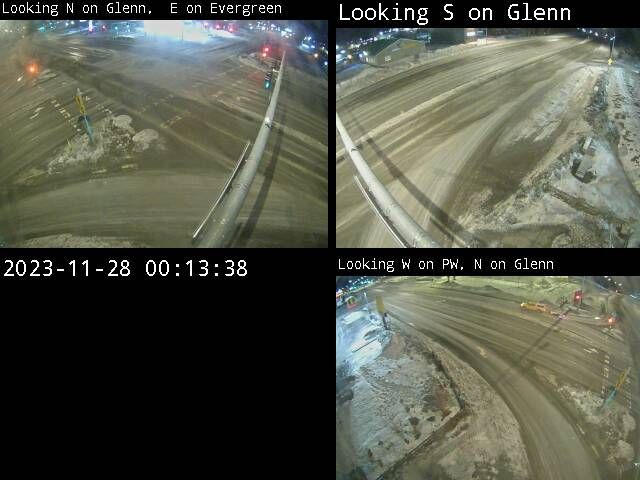 Looking N on Glenn,  E on Evergreen
Looking S on Glenn
2023-11-28 00:13:38
Looking W on PW, N on Glenn